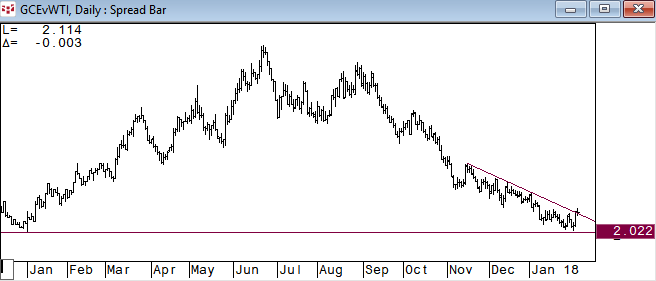 GCEvWTI, Daily : Spread Bar
L= 2.114
Δ= -0.003
2.022
Jan Feb Mar Apr May Jun Jul Aug Sep Oct Nov Dec Jan 18